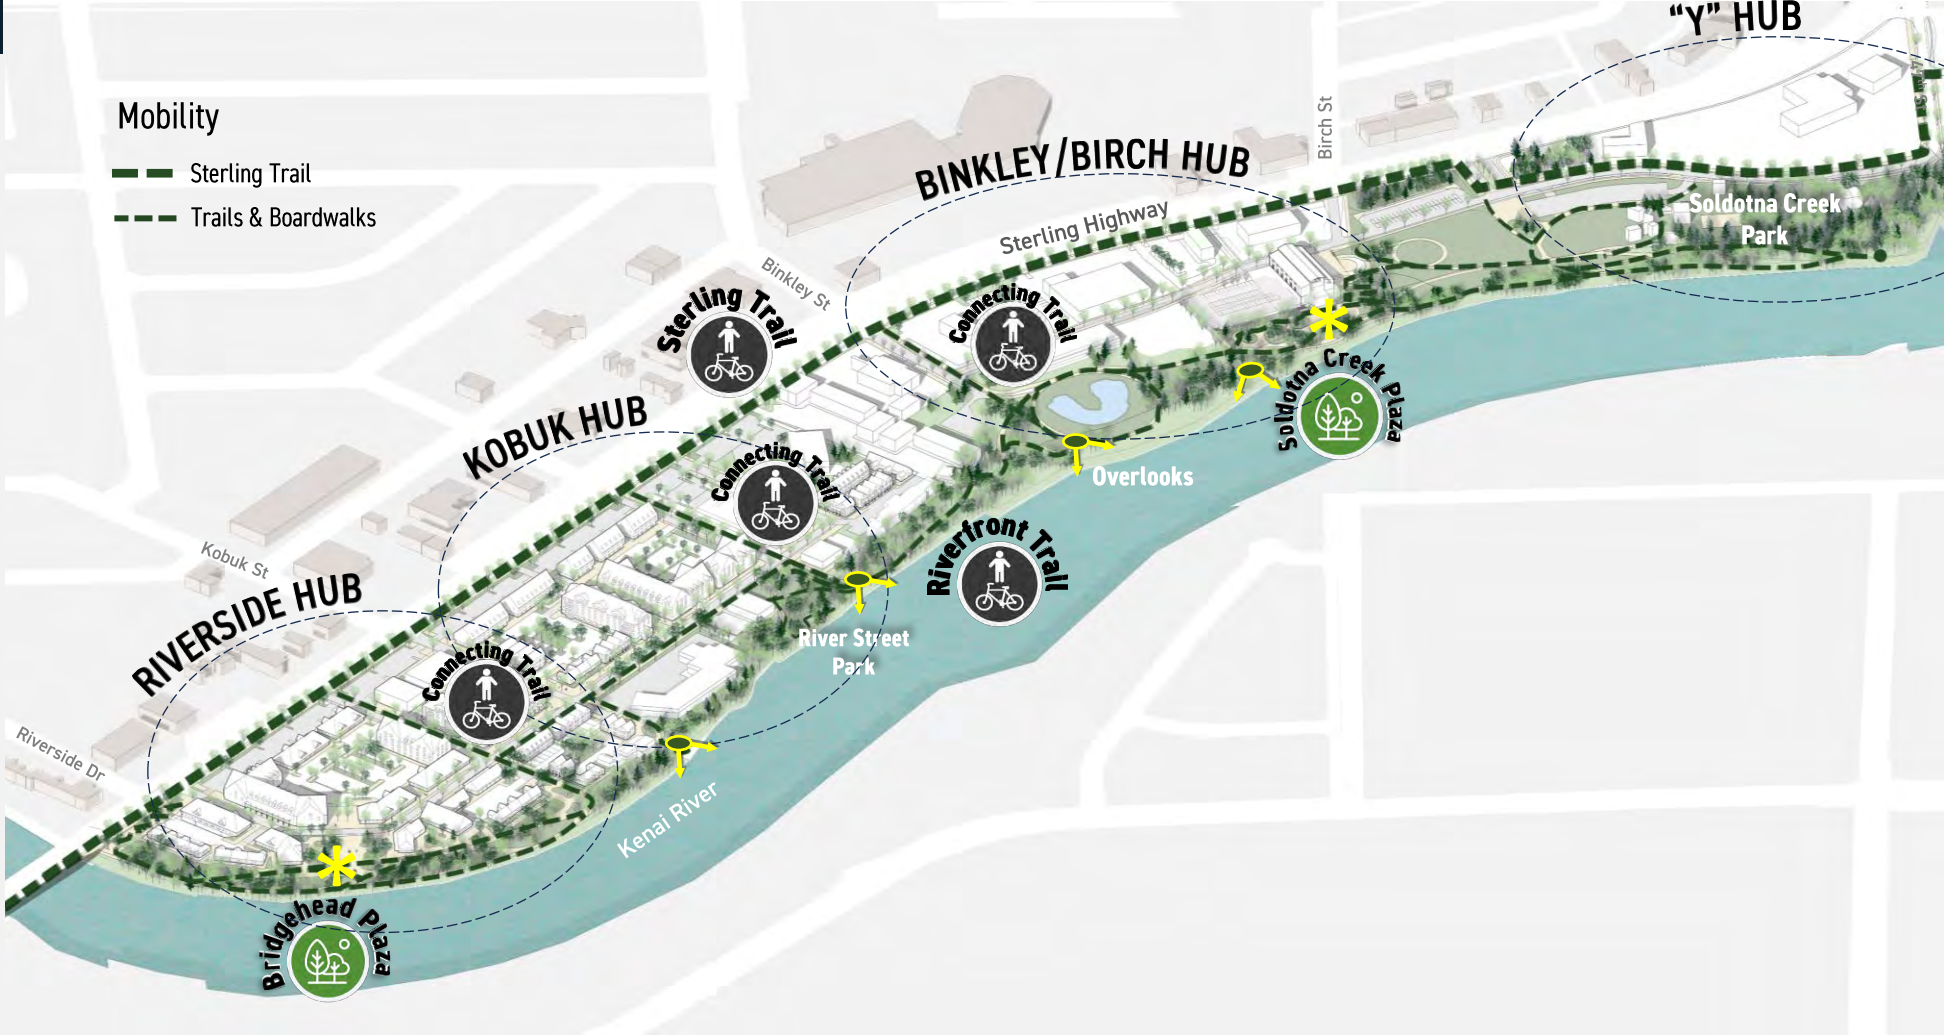 “Y” HUB
Mobility
Sterling Trail
Trails & Boardwalks
Birch St
BINKLEY/BIRCH HUB
Sterling Highway
Soldotna Creek
Park
Binkley St
Sterling Trail
Connecting Trail
Soldotna Creek Plaza
KOBUK HUB
Connecting Trail
Overlooks
Riverfront Trail
Kobuk St
RIVERSIDE HUB
River Street
Park
Connecting Trail
Riverside Dr
Kenai River
Bridgehead Plaza